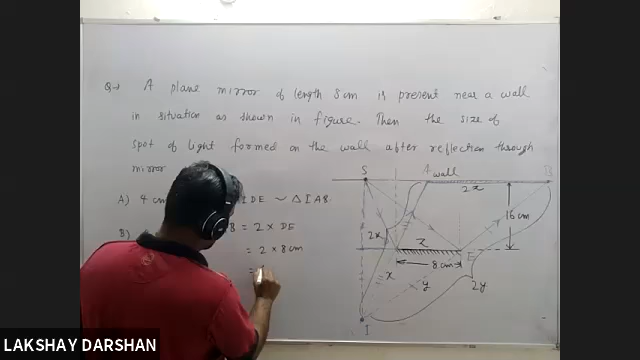 Q→ A plane mirror of length 8 cm is present near a wall
in situation as shown in figure. Then the size of
spot of light formed on the wall after reflection through
mirror
A) 4 cm
B)
IDE ~ △IAB
B = 2 × DE
= 2 × 8 cm
=
S
A
wall
B
2x
16 cm
2x
x
E
8 cm
x
y
2y
I
LAKSHAY DARSHAN